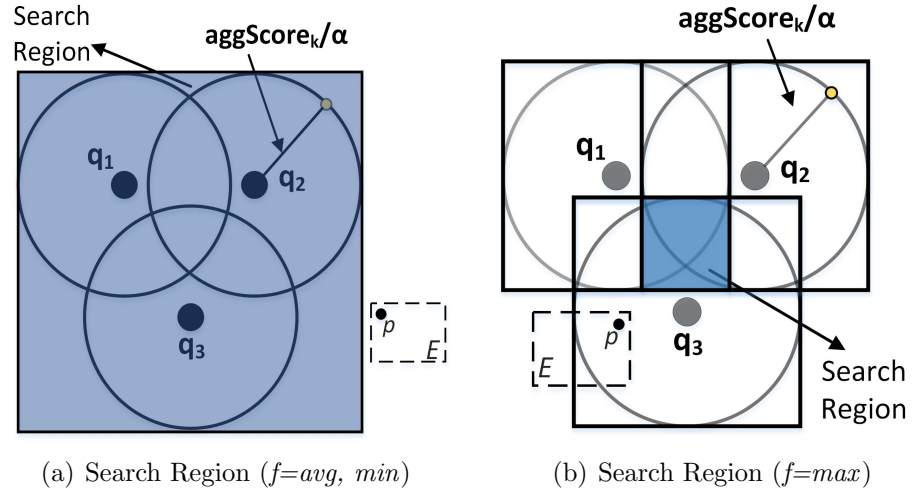 Search
Region
aggScoreₖ/α
q₁
q₂
q₃
p
E
aggScoreₖ/α
q₁
q₂
q₃
p
E
Search
Region
(a) Search Region (f=avg, min)
(b) Search Region (f=max)